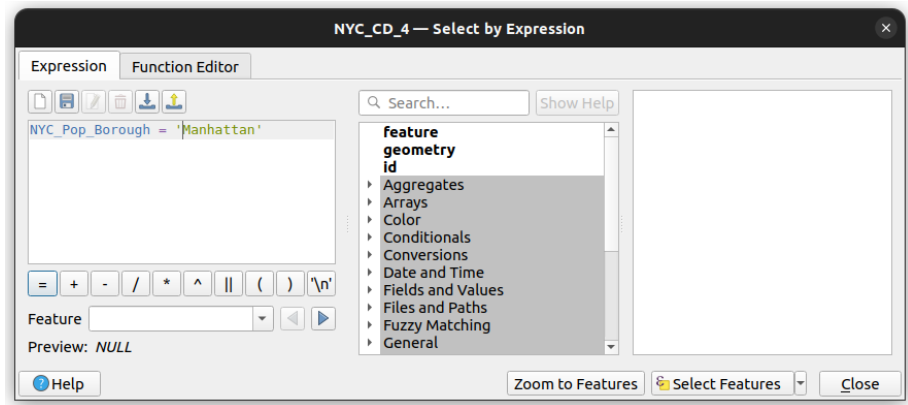 NYC_CD_4 — Select by Expression
Expression
Function Editor
NYC_Pop_Borough = 'Manhattan'
= + - / * ^ || ( ) '\n'
Feature
Preview: NULL
Search...
Show Help
feature
geometry
id
Aggregates
Arrays
Color
Conditionals
Conversions
Date and Time
Fields and Values
Files and Paths
Fuzzy Matching
General
Help
Zoom to Features
Select Features
Close